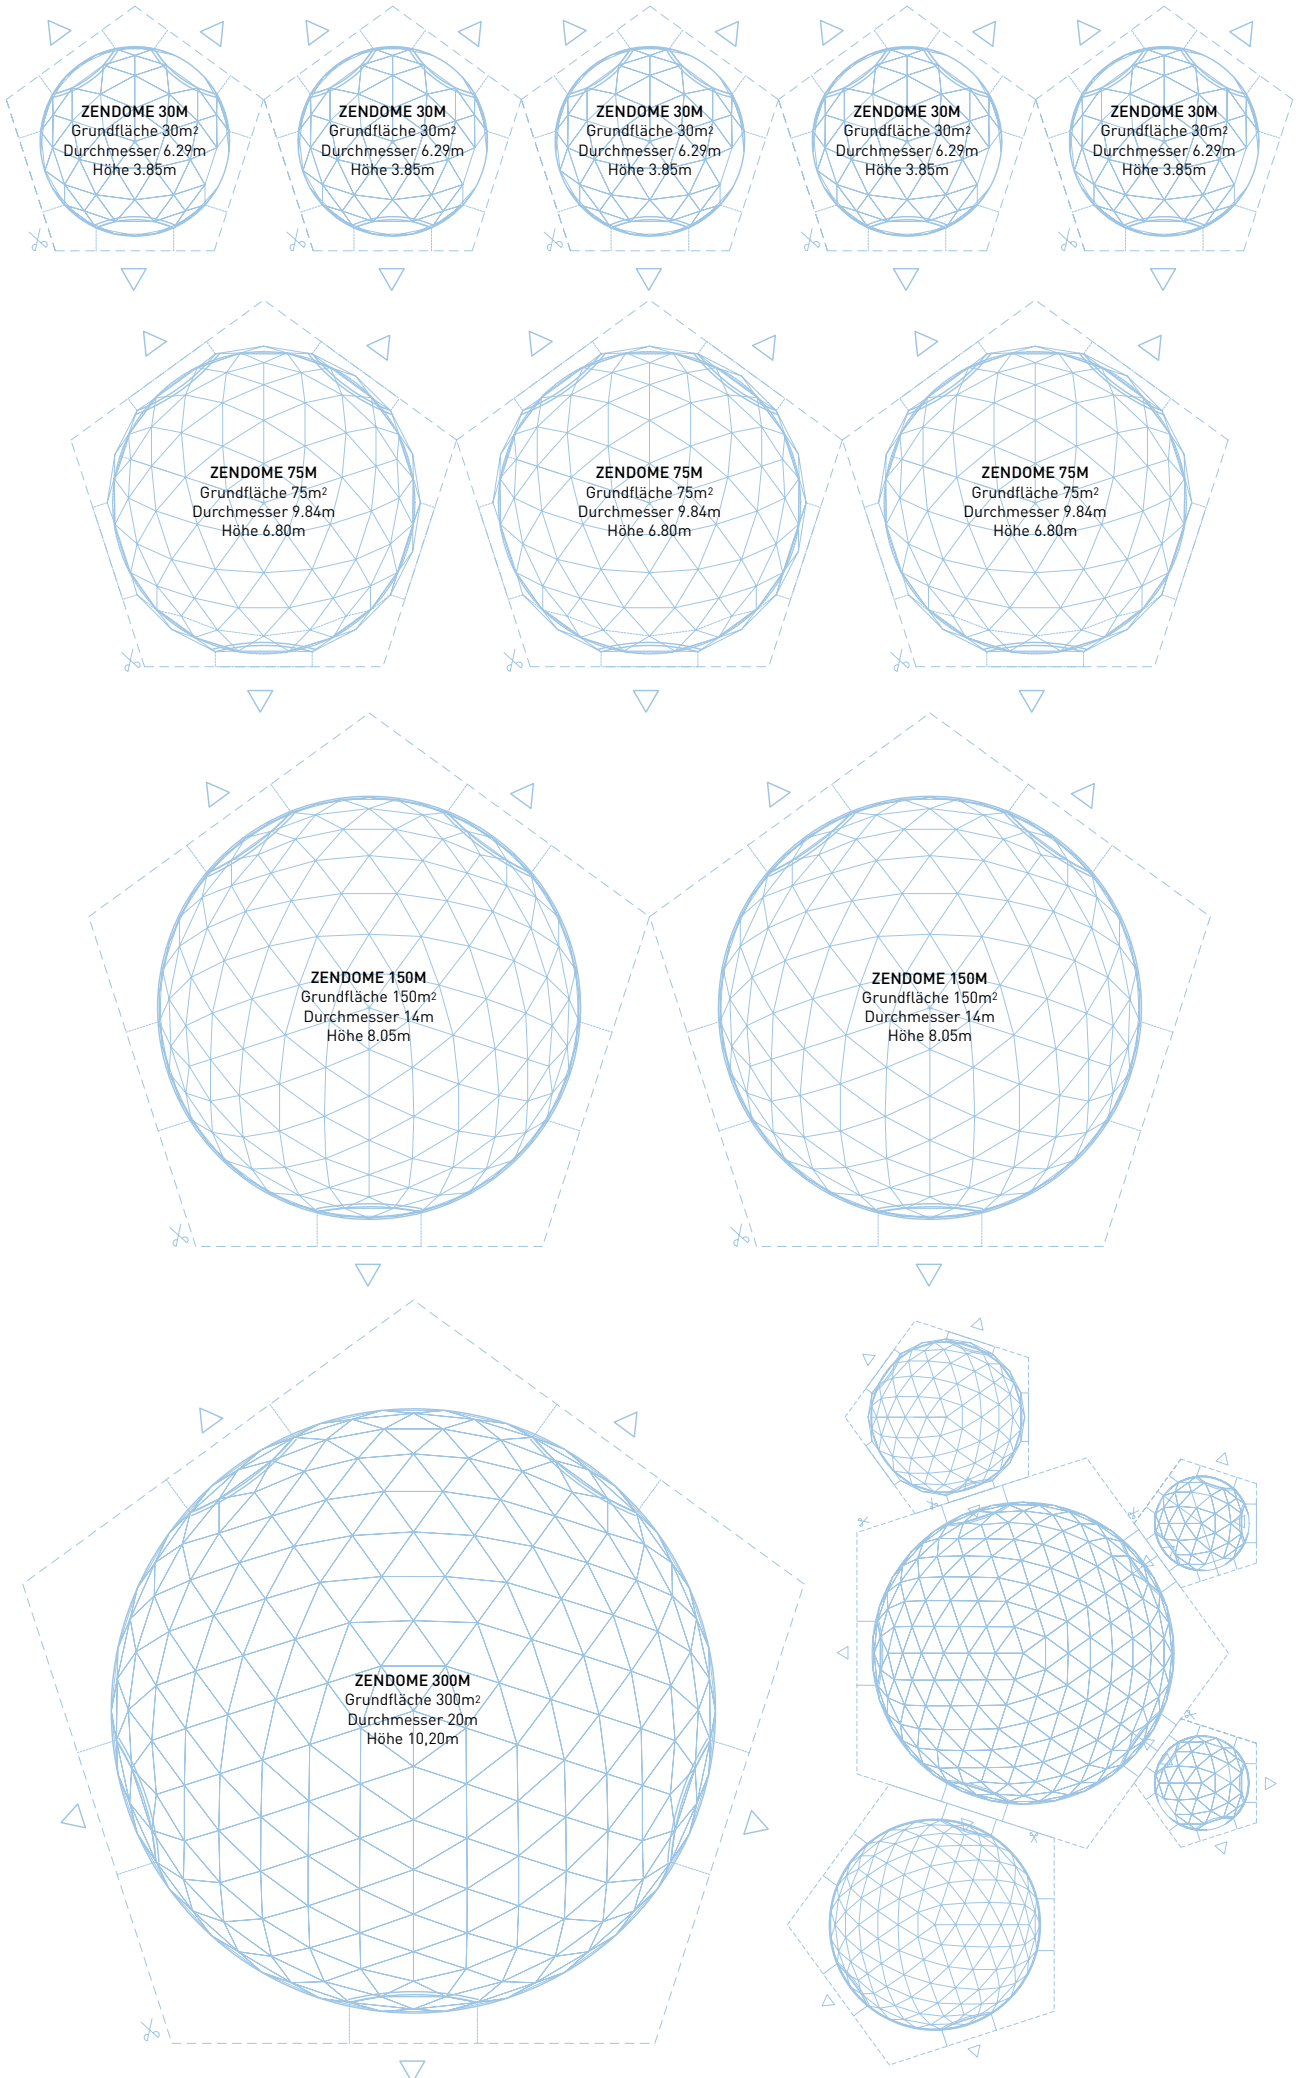 ZENDOME 30M
Grundfläche 30m²
Durchmesser 6.29m
Höhe 3.85m
ZENDOME 30M
Grundfläche 30m²
Durchmesser 6.29m
Höhe 3.85m
ZENDOME 30M
Grundfläche 30m²
Durchmesser 6.29m
Höhe 3.85m
ZENDOME 30M
Grundfläche 30m²
Durchmesser 6.29m
Höhe 3.85m
ZENDOME 30M
Grundfläche 30m²
Durchmesser 6.29m
Höhe 3.85m
ZENDOME 75M
Grundfläche 75m²
Durchmesser 9.84m
Höhe 6.80m
ZENDOME 75M
Grundfläche 75m²
Durchmesser 9.84m
Höhe 6.80m
ZENDOME 75M
Grundfläche 75m²
Durchmesser 9.84m
Höhe 6.80m
ZENDOME 150M
Grundfläche 150m²
Durchmesser 14m
Höhe 8.05m
ZENDOME 150M
Grundfläche 150m²
Durchmesser 14m
Höhe 8.05m
ZENDOME 300M
Grundfläche 300m²
Durchmesser 20m
Höhe 10,20m